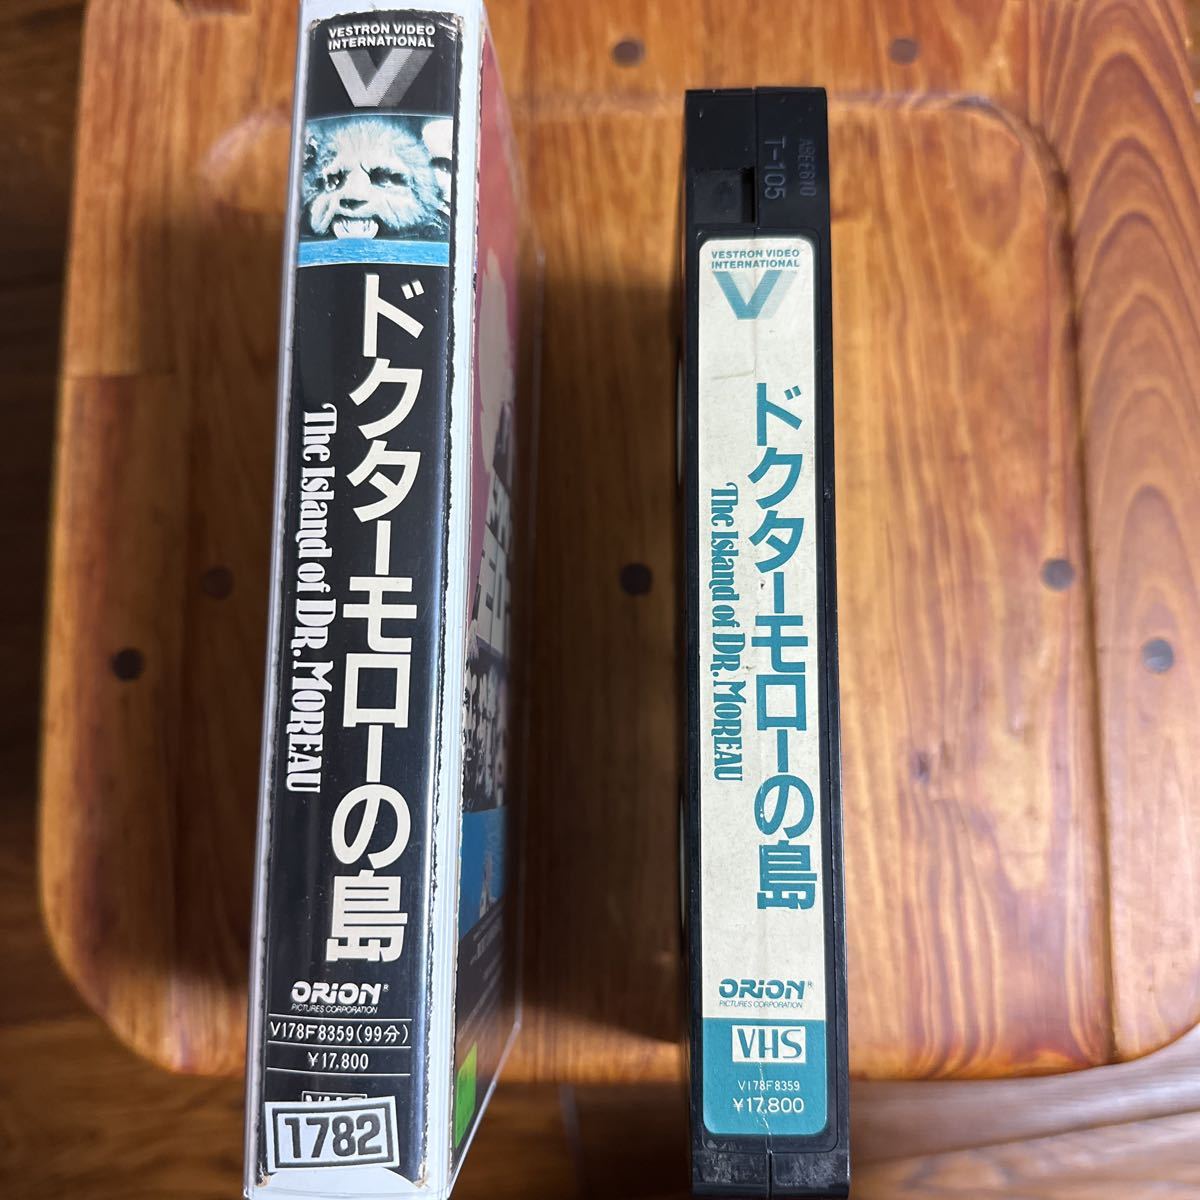 VESTRON VIDEO
INTERNATIONAL
V
ドクターモローの島
The Island of DR. MOREAU
ORION®
PICTURES CORPORATION
V178F8359(99分)
¥17,800
1782
T-105
VESTRON VIDEO
INTERNATIONAL
V
ドクターモローの島
The Island of DR. MOREAU
ORION®
PICTURES CORPORATION
VHS
V178F8359
¥17,800